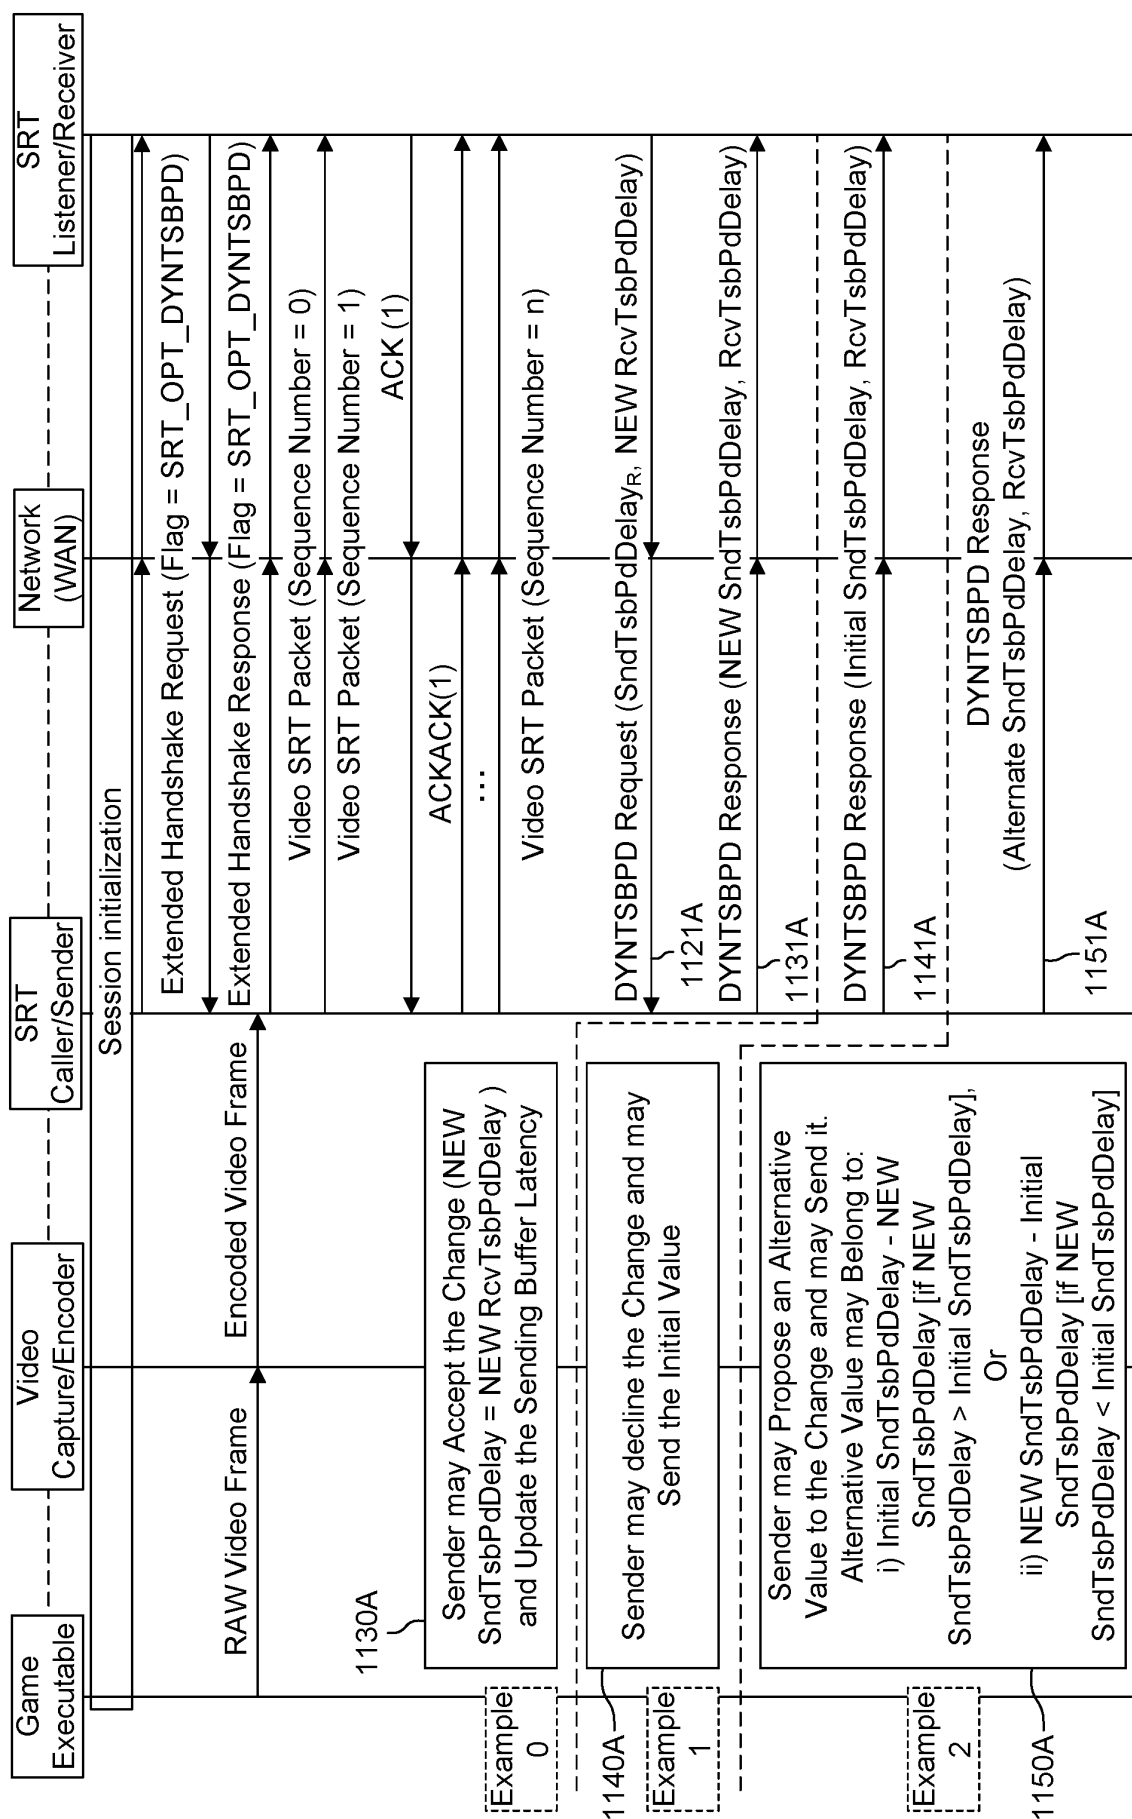 Game
Executable
Video
Capture/Encoder
SRT
Caller/Sender
Network
(WAN)
SRT
Listener/Receiver
Session initialization
Extended Handshake Request (Flag = SRT_OPT_DYNTSBPD)
Extended Handshake Response (Flag = SRT_OPT_DYNTSBPD)
RAW Video Frame
Encoded Video Frame
Video SRT Packet (Sequence Number = 0)
Video SRT Packet (Sequence Number = 1)
ACK (1)
ACKACK(1)
...
Video SRT Packet (Sequence Number = n)
DYNTSBPD Request (SndTsbPdDelayR, NEW RcvTsbPdDelay)
1121A
1130A
Example
0
Sender may Accept the Change (NEW
SndTsbPdDelay = NEW RcvTsbPdDelay )
and Update the Sending Buffer Latency
DYNTSBPD Response (NEW SndTsbPdDelay, RcvTsbPdDelay)
1131A
1140A
Example
1
Sender may decline the Change and may
Send the Initial Value
DYNTSBPD Response (Initial SndTsbPdDelay, RcvTsbPdDelay)
1141A
Example
2
1150A
Sender may Propose an Alternative
Value to the Change and may Send it.
Alternative Value may Belong to:
i) Initial SndTsbPdDelay - NEW
SndTsbPdDelay [if NEW
SndTsbPdDelay > Initial SndTsbPdDelay],
Or
ii) NEW SndTsbPdDelay - Initial
SndTsbPdDelay [if NEW
SndTsbPdDelay < Initial SndTsbPdDelay]
DYNTSBPD Response
(Alternate SndTsbPdDelay, RcvTsbPdDelay)
1151A